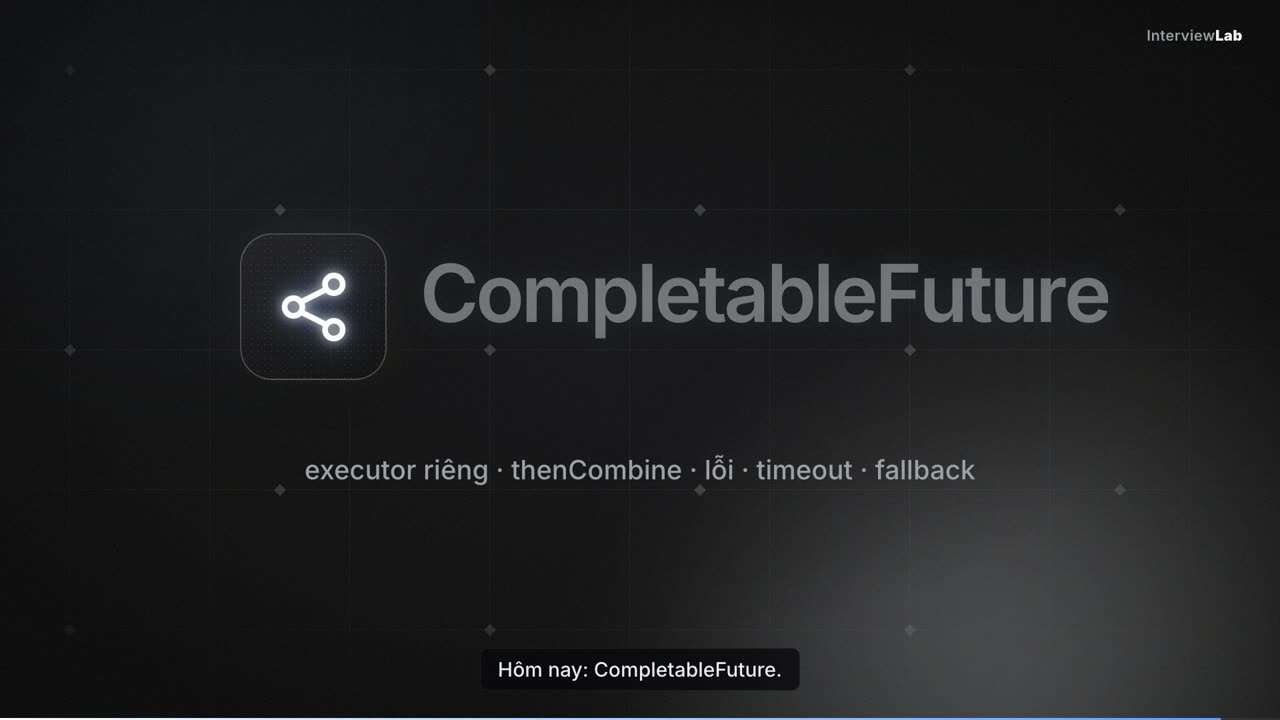 InterviewLab
CompletableFuture
executor riêng · thenCombine · lỗi · timeout · fallback
Hôm nay: CompletableFuture.